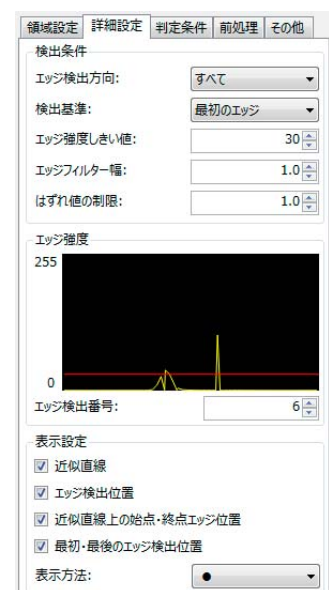 領域設定 詳細設定 判定条件 前処理 その他
検出条件
エッジ検出方向: すべて
検出基準: 最初のエッジ
エッジ強度しきい値: 30
エッジフィルター幅: 1.0
はずれ値の制限: 1.0
エッジ強度
255
0
エッジ検出番号: 6
表示設定
近似直線
エッジ検出位置
近似直線上の始点・終点エッジ位置
最初・最後のエッジ検出位置
表示方法: ●